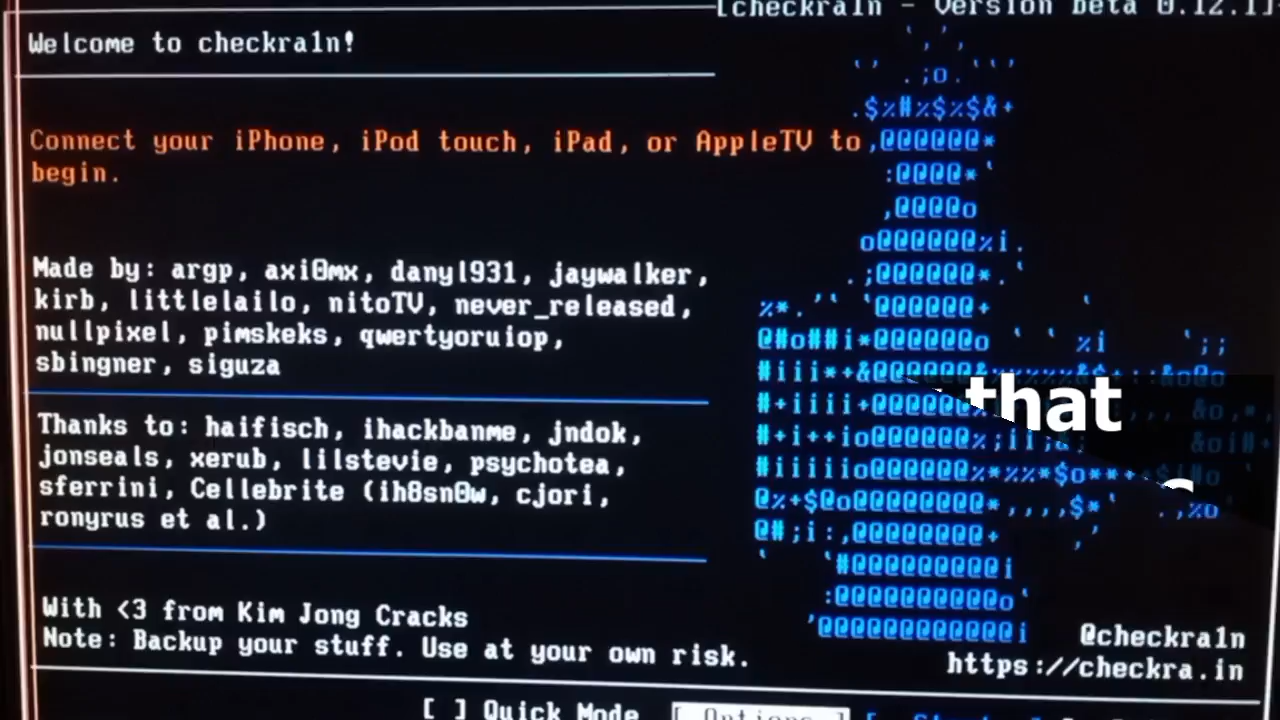 [checkra1n - Version beta 0.12.1]
Welcome to checkra1n!
Connect your iPhone, iPod touch, iPad, or AppleTV to
begin.
Made by: argp, axi0mx, danyl931, jaywalker,
kirb, littlelailo, nitoTV, never_released,
nullpixel, pimskeks, qwertyoruiop,
sbingner, siguza
that
Thanks to: haifisch, ihackbanme, jndok,
jonseals, xerub, lilstevie, psychotea,
sferrini, Cellebrite (ih8sn0w, cjori,
ronyrus et al.)
With <3 from Kim Jong Cracks
Note: Backup your stuff. Use at your own risk.
@checkra1n
https://checkra.in
[ ] Quick Mode [ Options ]